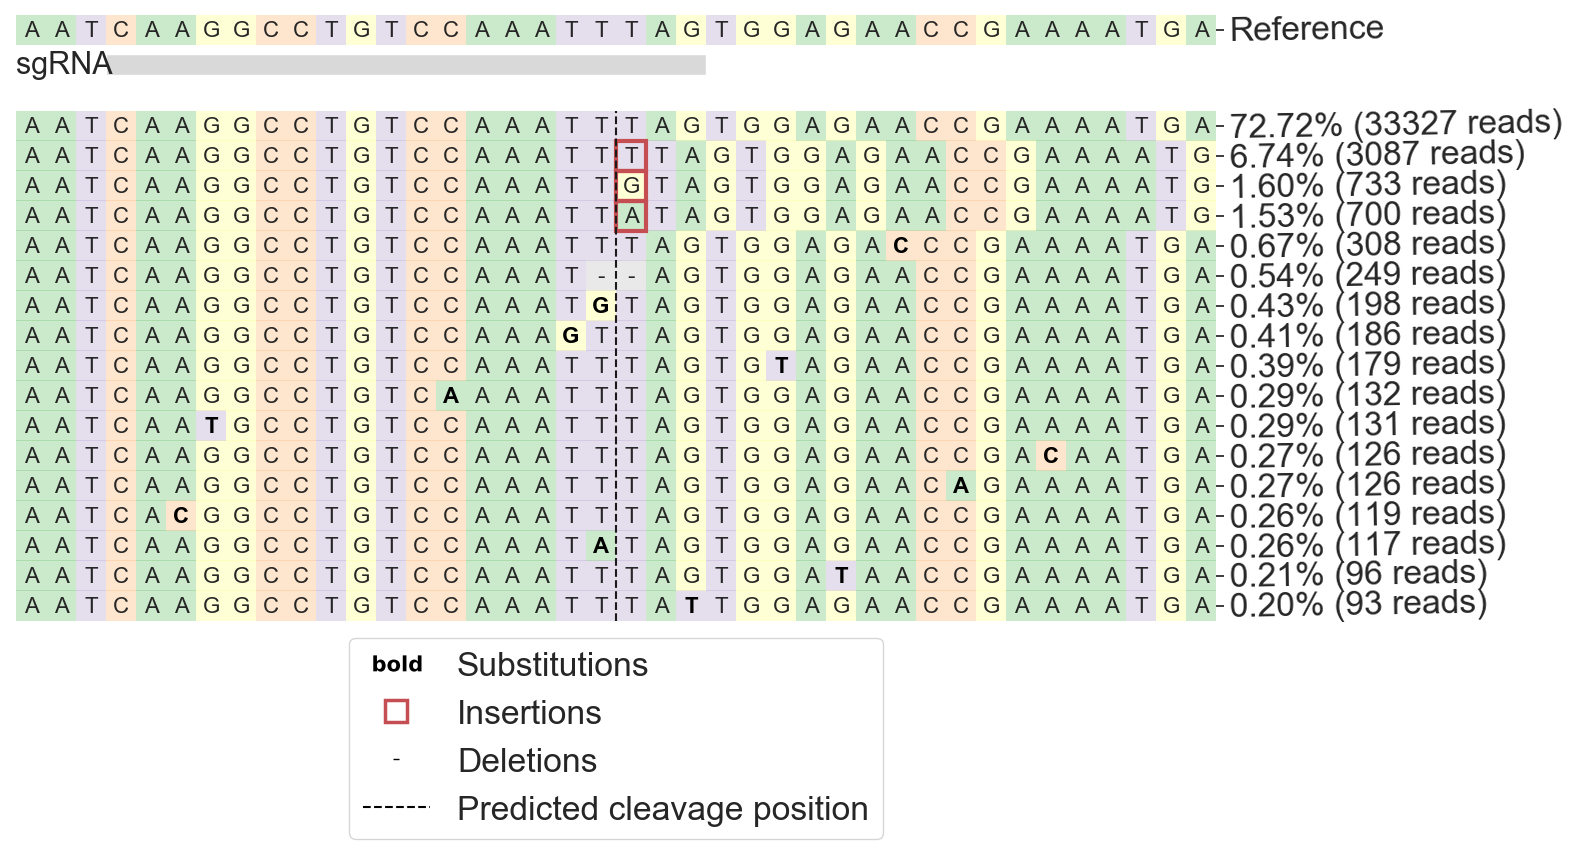 A A T C A A G G C C T G T C C A A A T T T A G T G G A G A A C C G A A A A T G A Reference
sgRNA
A A T C A A G G C C T G T C C A A A T T T A G T G G A G A A C C G A A A A T G A 72.72% (33327 reads)
A A T C A A G G C C T G T C C A A A T T T T A G T G G A G A A C C G A A A A T G 6.74% (3087 reads)
A A T C A A G G C C T G T C C A A A T T G T A G T G G A G A A C C G A A A A T G 1.60% (733 reads)
A A T C A A G G C C T G T C C A A A T T A T A G T G G A G A A C C G A A A A T G 1.53% (700 reads)
A A T C A A G G C C T G T C C A A A T T T A G T G G A G A C C C G A A A A T G A 0.67% (308 reads)
A A T C A A G G C C T G T C C A A A T - - A G T G G A G A A C C G A A A A T G A 0.54% (249 reads)
A A T C A A G G C C T G T C C A A A T G T A G T G G A G A A C C G A A A A T G A 0.43% (198 reads)
A A T C A A G G C C T G T C C A A A G T T A G T G G A G A A C C G A A A A T G A 0.41% (186 reads)
A A T C A A G G C C T G T C C A A A T T T A G T G T A G A A C C G A A A A T G A 0.39% (179 reads)
A A T C A A G G C C T G T C A A A A T T T A G T G G A G A A C C G A A A A T G A 0.29% (132 reads)
A A T C A A T G C C T G T C C A A A T T T A G T G G A G A A C C G A A A A T G A 0.29% (131 reads)
A A T C A A G G C C T G T C C A A A T T T A G T G G A G A A C C G A C A A T G A 0.27% (126 reads)
A A T C A A G G C C T G T C C A A A T T T A G T G G A G A A C A G A A A A T G A 0.27% (126 reads)
A A T C A C G G C C T G T C C A A A T T T A G T G G A G A A C C G A A A A T G A 0.26% (119 reads)
A A T C A A G G C C T G T C C A A A T A T A G T G G A G A A C C G A A A A T G A 0.26% (117 reads)
A A T C A A G G C C T G T C C A A A T T T A G T G G A T A A C C G A A A A T G A 0.21% (96 reads)
A A T C A A G G C C T G T C C A A A T T T A T T G G A G A A C C G A A A A T G A 0.20% (93 reads)
bold Substitutions
Insertions
- Deletions
Predicted cleavage position